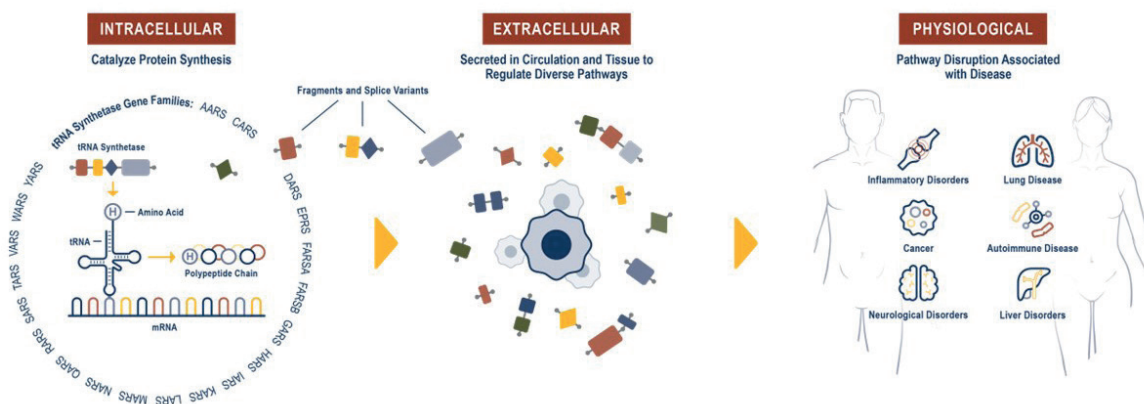 INTRACELLULAR
Catalyze Protein Synthesis
tRNA Synthetase Gene Families: AARS CARS DARS EPRS FARSA FARSB GARS HARS IARS KARS LARS MARS NARS QARS RARS SARS TARS VARS WARS YARS
tRNA Synthetase
H
Amino Acid
tRNA
H
Polypeptide Chain
mRNA
EXTRACELLULAR
Secreted in Circulation and Tissue to
Regulate Diverse Pathways
Fragments and Splice Variants
PHYSIOLOGICAL
Pathway Disruption Associated
with Disease
Inflammatory Disorders
Lung Disease
Cancer
Autoimmune Disease
Neurological Disorders
Liver Disorders